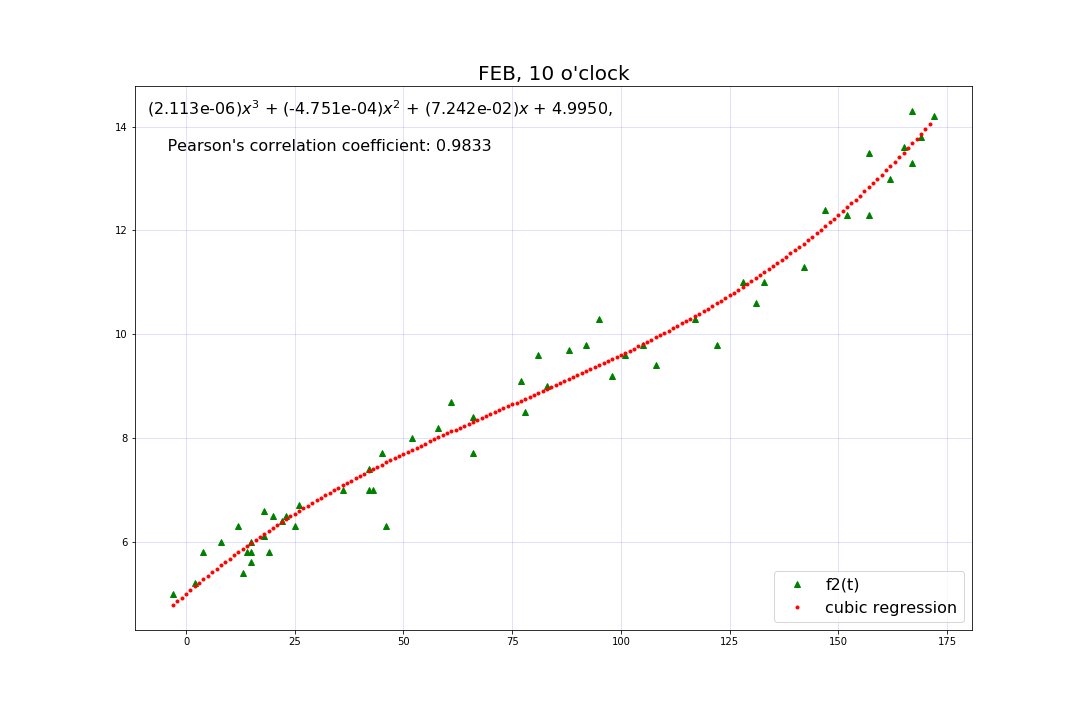 FEB, 10 o'clock
(2.113e-06)x³ + (-4.751e-04)x² + (7.242e-02)x + 4.9950,
Pearson's correlation coefficient: 0.9833
14
12
10
8
6
f2(t)
cubic regression
0 25 50 75 100 125 150 175